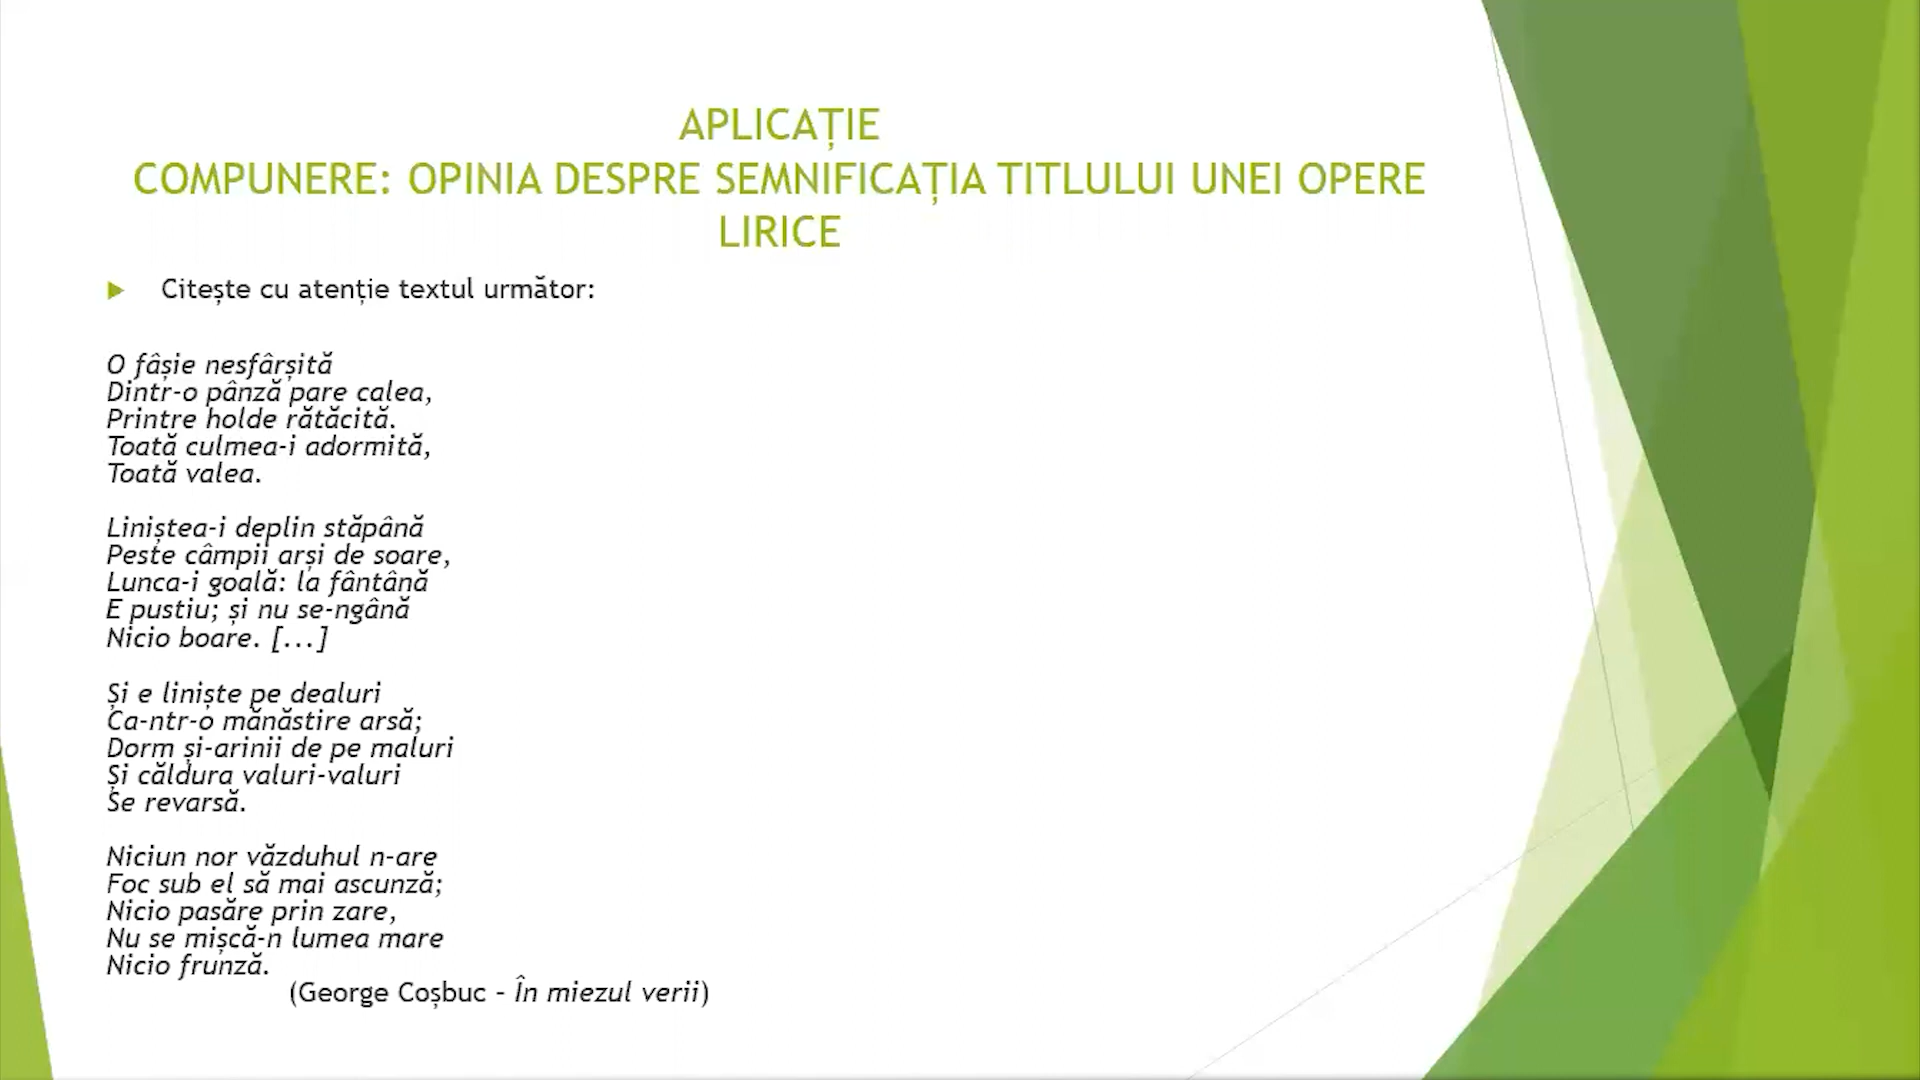 APLICAȚIE
COMPUNERE: OPINIA DESPRE SEMNIFICAȚIA TITLULUI UNEI OPERE
LIRICE
Citește cu atenție textul următor:
O fâșie nesfârșită
Dintr-o pânză pare calea,
Printre holde rătăcită.
Toată culmea-i adormită,
Toată valea.
Liniștea-i deplin stăpână
Peste câmpii arși de soare,
Lunca-i goală: la fântână
E pustiu; și nu se-ngână
Nicio boare. [...]
Și e liniște pe dealuri
Ca-ntr-o mănăstire arsă;
Dorm și-arinii de pe maluri
Și căldura valuri-valuri
Se revarsă.
Niciun nor văzduhul n-are
Foc sub el să mai ascunză;
Nicio pasăre prin zare,
Nu se mișcă-n lumea mare
Nicio frunză.
(George Coșbuc – În miezul verii)